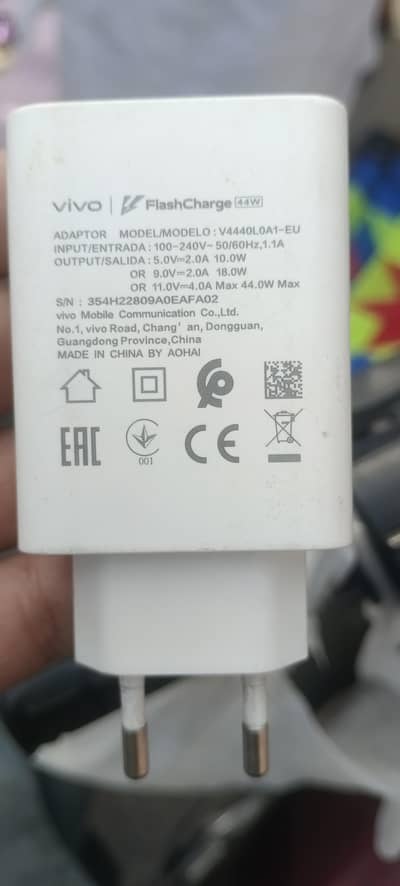 vivo | FlashCharge 44W
ADAPTOR MODEL/MODELO : V4440L0A1-EU
INPUT/ENTRADA : 100-240V~ 50/60Hz,1.1A
OUTPUT/SALIDA : 5.0V⎓2.0A 10.0W
OR 9.0V⎓2.0A 18.0W
OR 11.0V⎓4.0A Max 44.0W Max
S/N : 354H22809A0EAFA02
vivo Mobile Communication Co.,Ltd.
No.1, vivo Road, Chang' an, Dongguan,
Guangdong Province,China
MADE IN CHINA BY AOHAI
EAC 001 CE